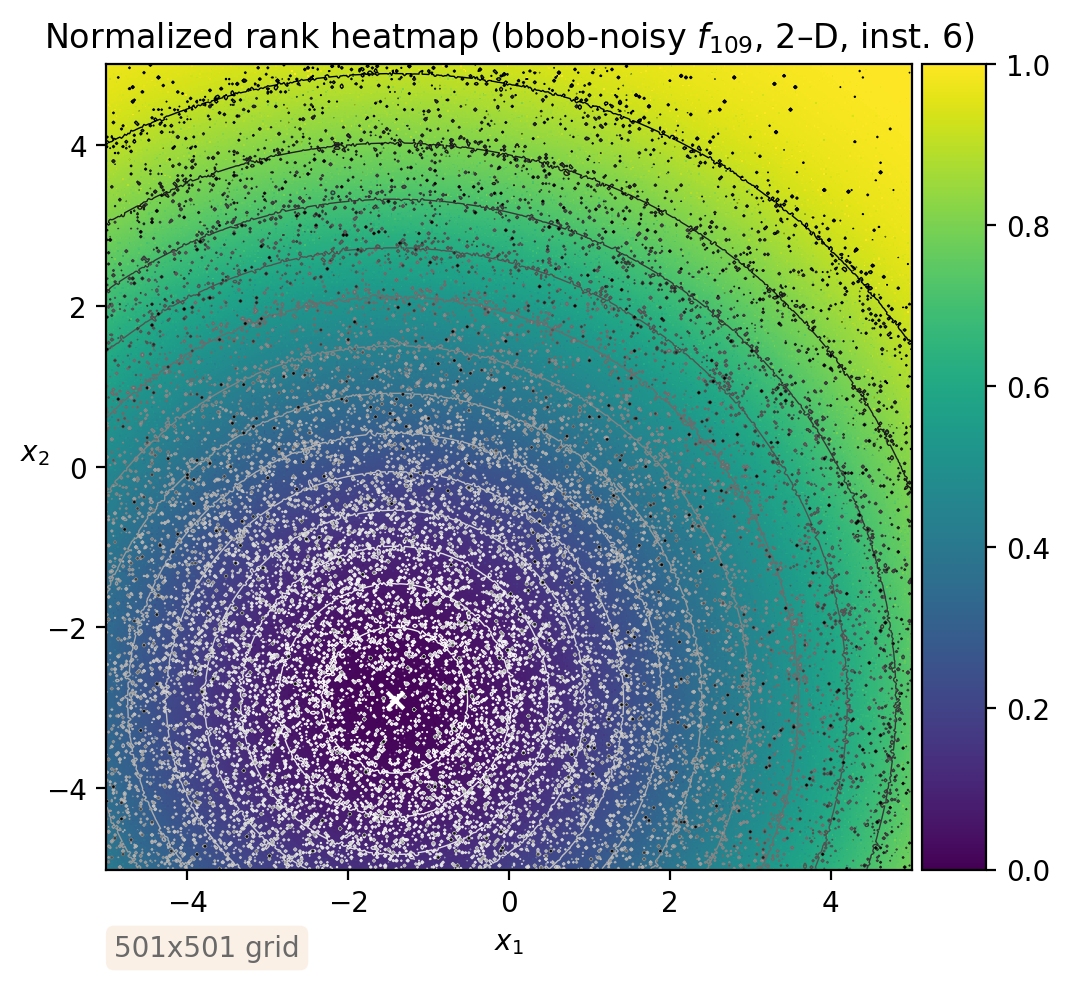 Normalized rank heatmap (bbob-noisy f₁₀₉, 2–D, inst. 6)
1.0
0.8
0.6
0.4
0.2
0.0
x₂
4
2
0
−2
−4
−4 −2 0 2 4
x₁
501x501 grid